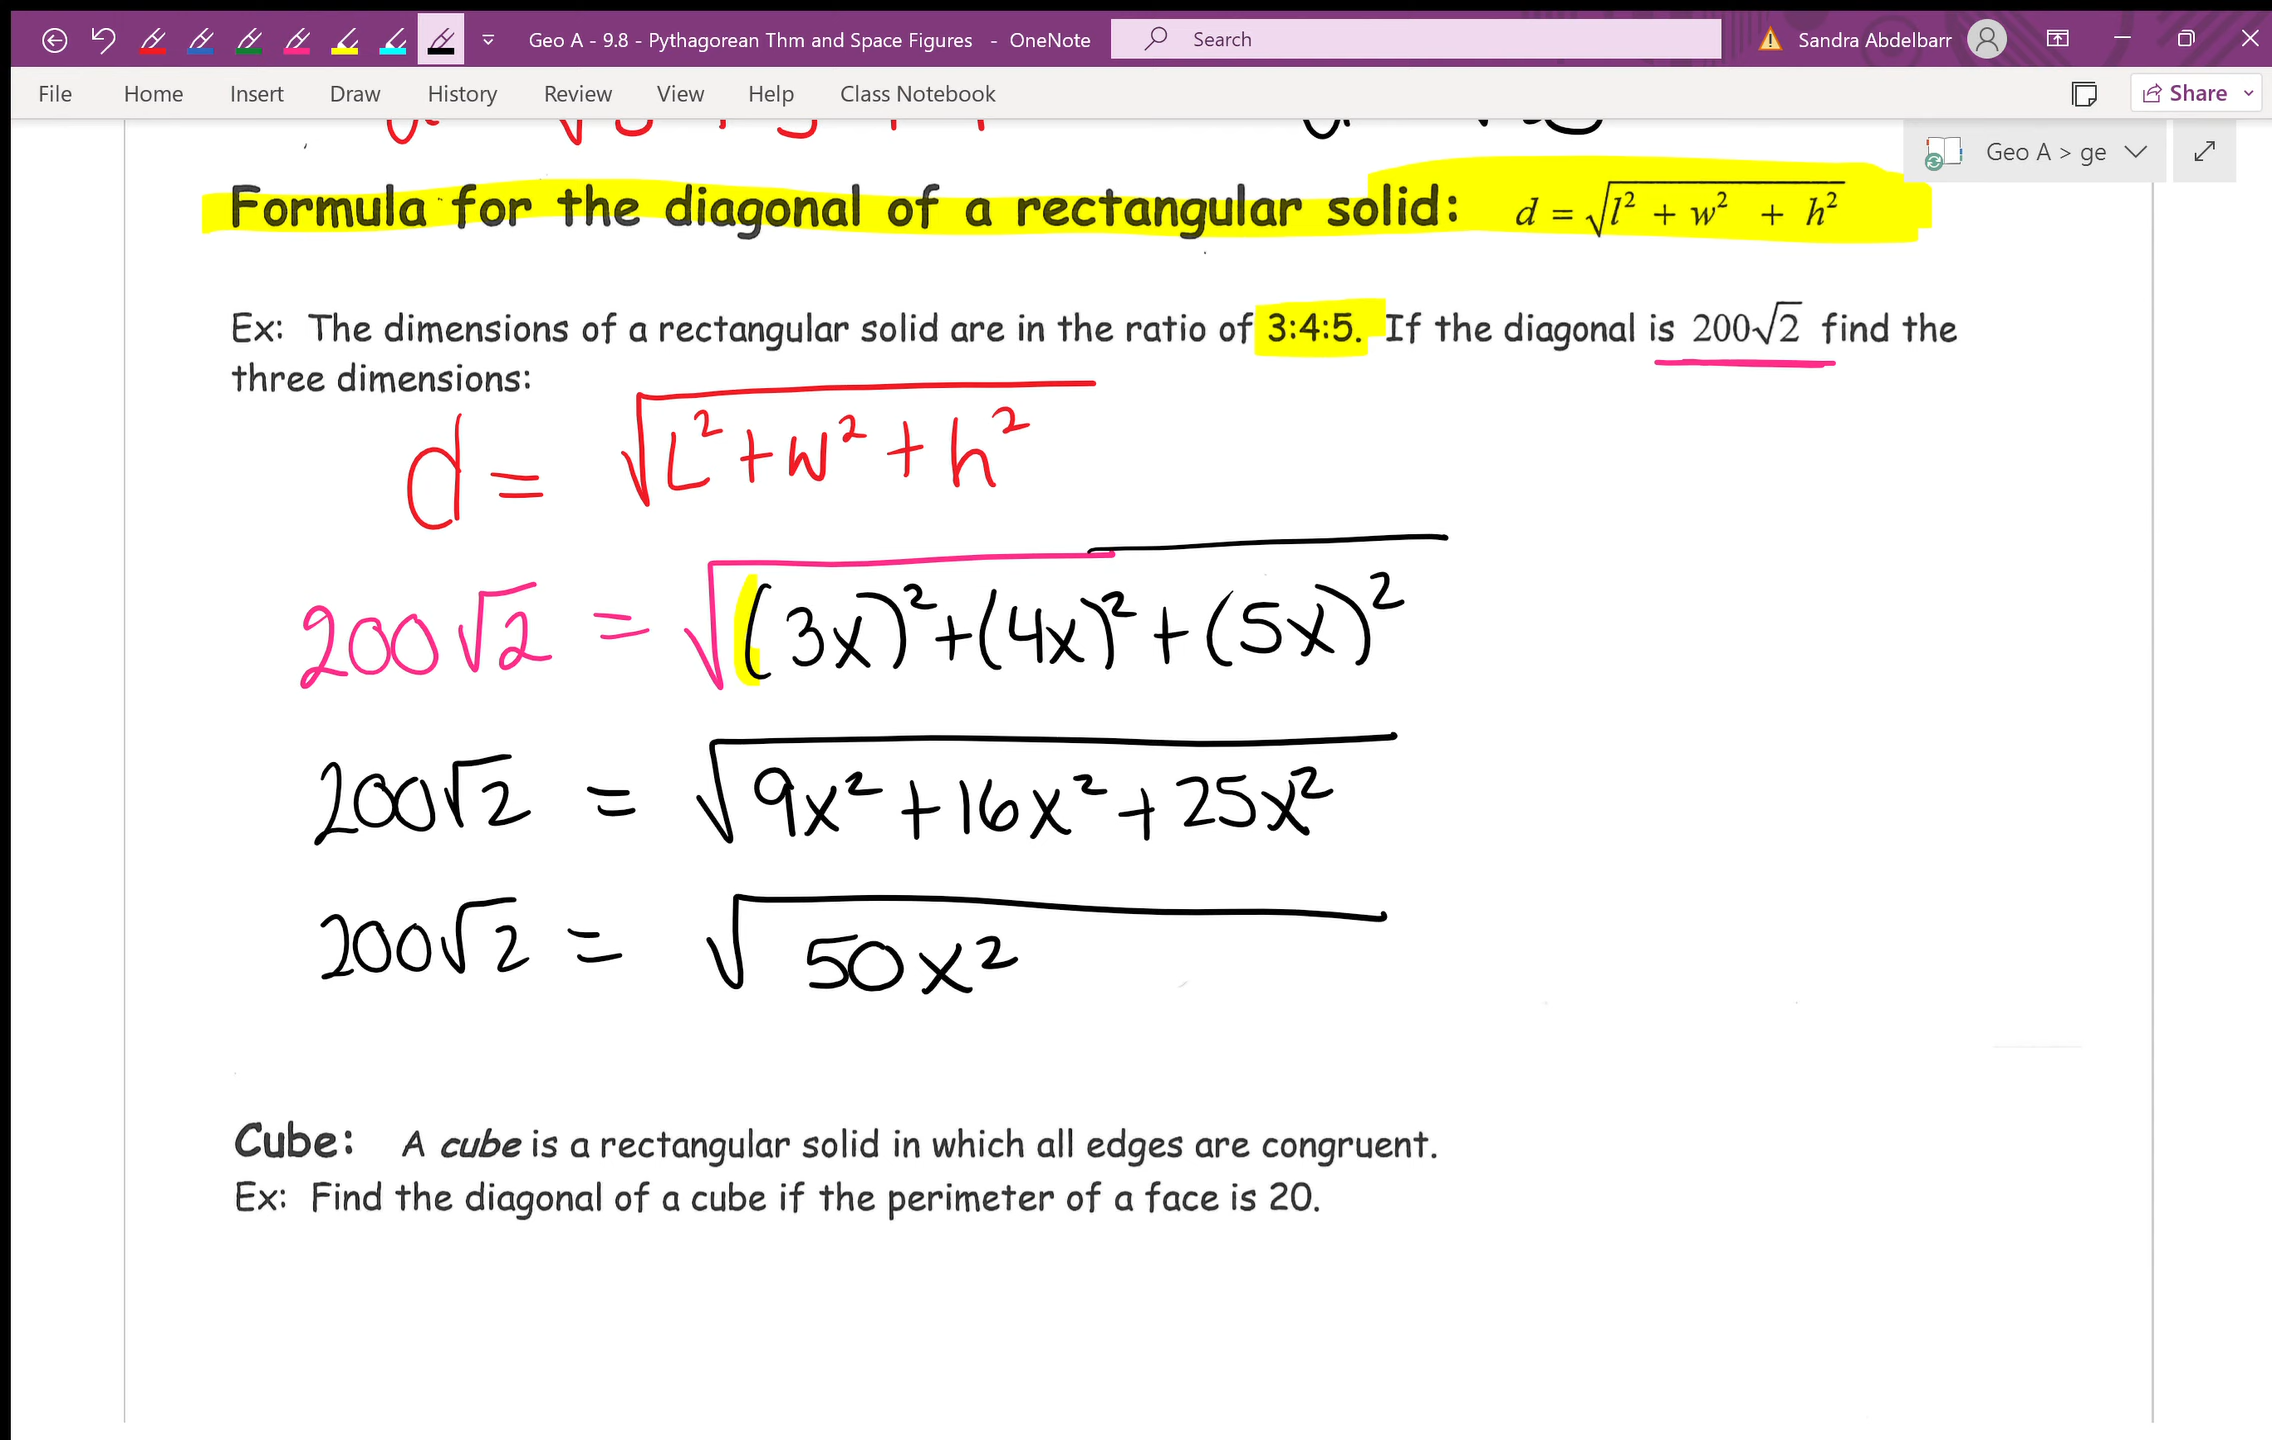 Geo A - 9.8 - Pythagorean Thm and Space Figures - OneNote Search Sandra Abdelbarr
File Home Insert Draw History Review View Help Class Notebook Share
Geo A > ge
Formula for the diagonal of a rectangular solid: d = √(l² + w² + h²)
Ex: The dimensions of a rectangular solid are in the ratio of 3:4:5. If the diagonal is 200√2 find the
three dimensions:
d = √(L² + w² + h²)
200√2 = √((3x)² + (4x)² + (5x)²)
200√2 = √(9x² + 16x² + 25x²)
200√2 = √(50x²)
Cube: A cube is a rectangular solid in which all edges are congruent.
Ex: Find the diagonal of a cube if the perimeter of a face is 20.